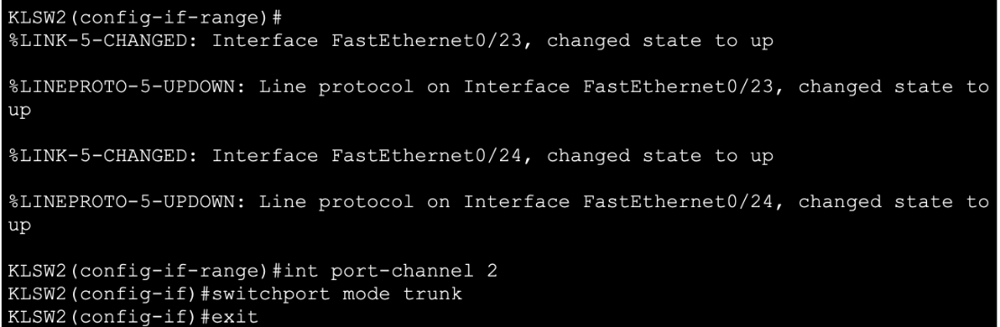 KLSW2(config-if-range)#
%LINK-5-CHANGED: Interface FastEthernet0/23, changed state to up
%LINEPROTO-5-UPDOWN: Line protocol on Interface FastEthernet0/23, changed state to
up
%LINK-5-CHANGED: Interface FastEthernet0/24, changed state to up
%LINEPROTO-5-UPDOWN: Line protocol on Interface FastEthernet0/24, changed state to
up
KLSW2(config-if-range)#int port-channel 2
KLSW2(config-if)#switchport mode trunk
KLSW2(config-if)#exit